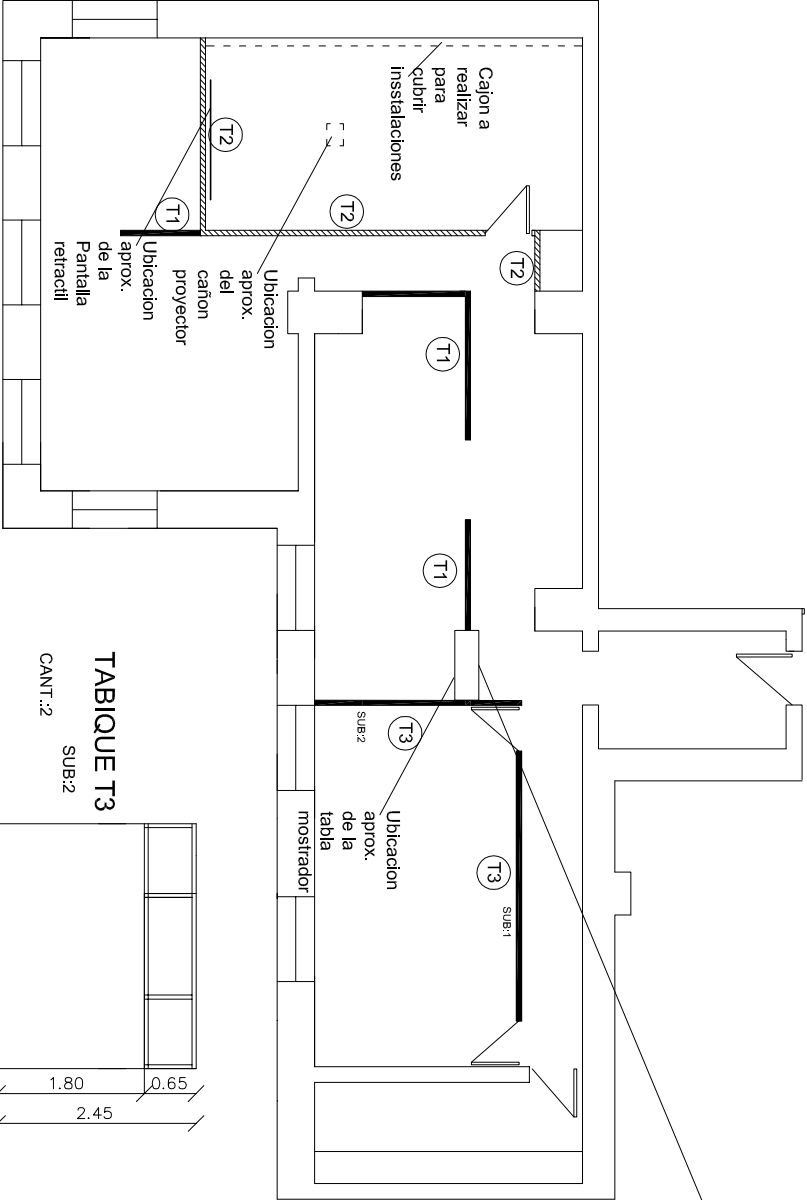 Cajon a
realizar
para
cubrir
insstalaciones
T2
T2
T1
T2
Ubicacion
aprox.
de la
Pantalla
retractil
Ubicacion
aprox.
del
cañon
proyector
T1
T1
T3
SUB:2
Ubicacion
aprox.
de la
tabla
mostrador
T3
SUB:1
TABIQUE T3
SUB:2
CANT.:2
1.80
0.65
2.45